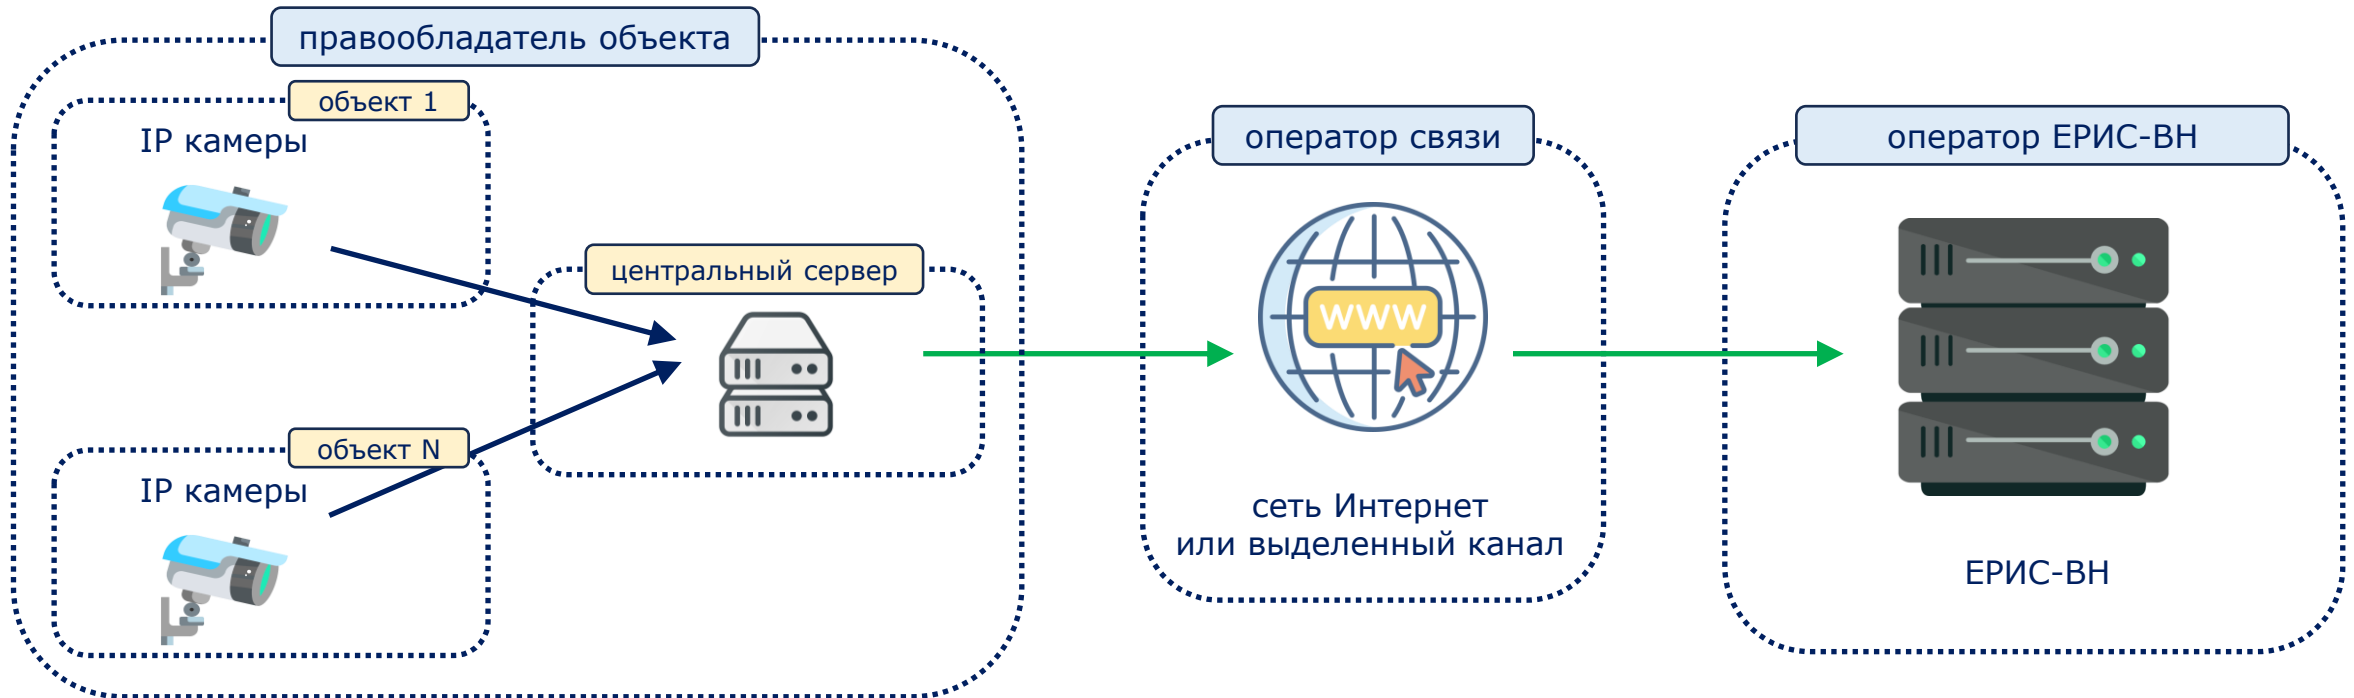 правообладатель объекта
объект 1
IP камеры
центральный сервер
объект N
IP камеры
оператор связи
www
сеть Интернет
или выделенный канал
оператор ЕРИС-ВН
ЕРИС-ВН